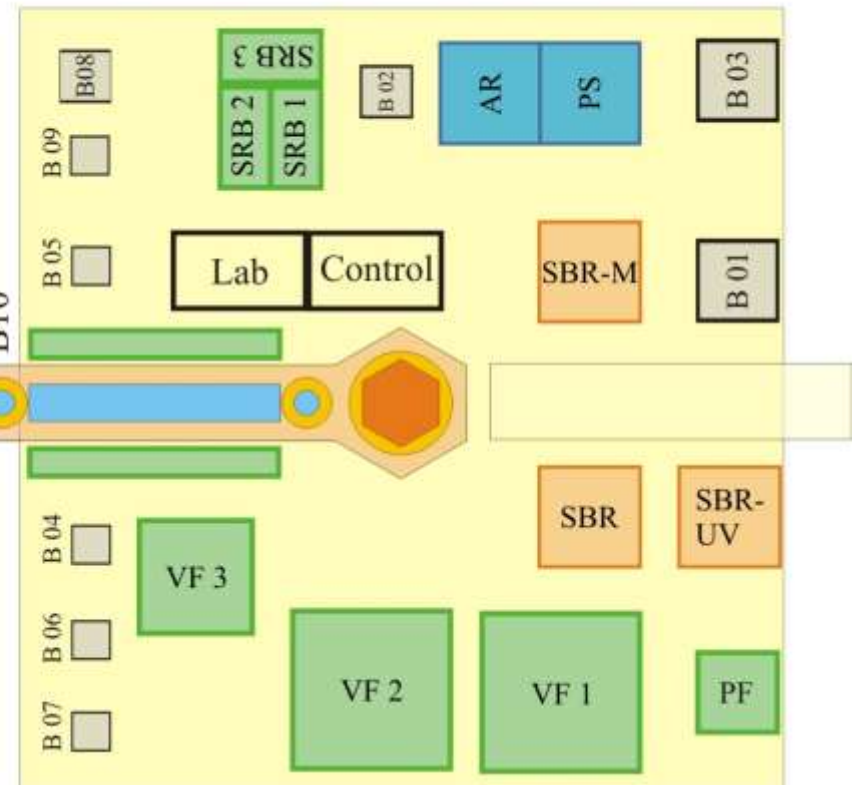 B08
SRB 3
B 02
AR
PS
B 03
B 09
SRB 2
SRB 1
B 05
Lab
Control
SBR-M
B 01
B10
SBR
SBR-
UV
B 04
VF 3
B 06
VF 2
VF 1
PF
B 07